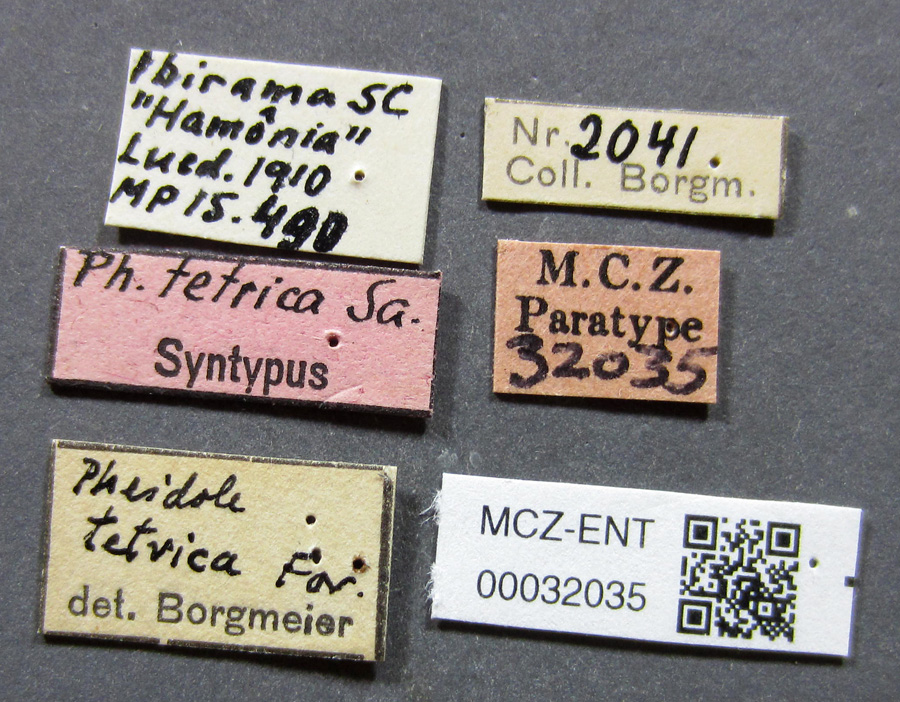 Ibirama SC
"Hamônia"
Lued. 1910
MP 15.490
Nr. 2041.
Coll. Borgm.
Ph. tetrica Sa.
Syntypus
M.C.Z.
Paratype
32035
Pheidole
tetrica For.
det. Borgmeier
MCZ-ENT
00032035